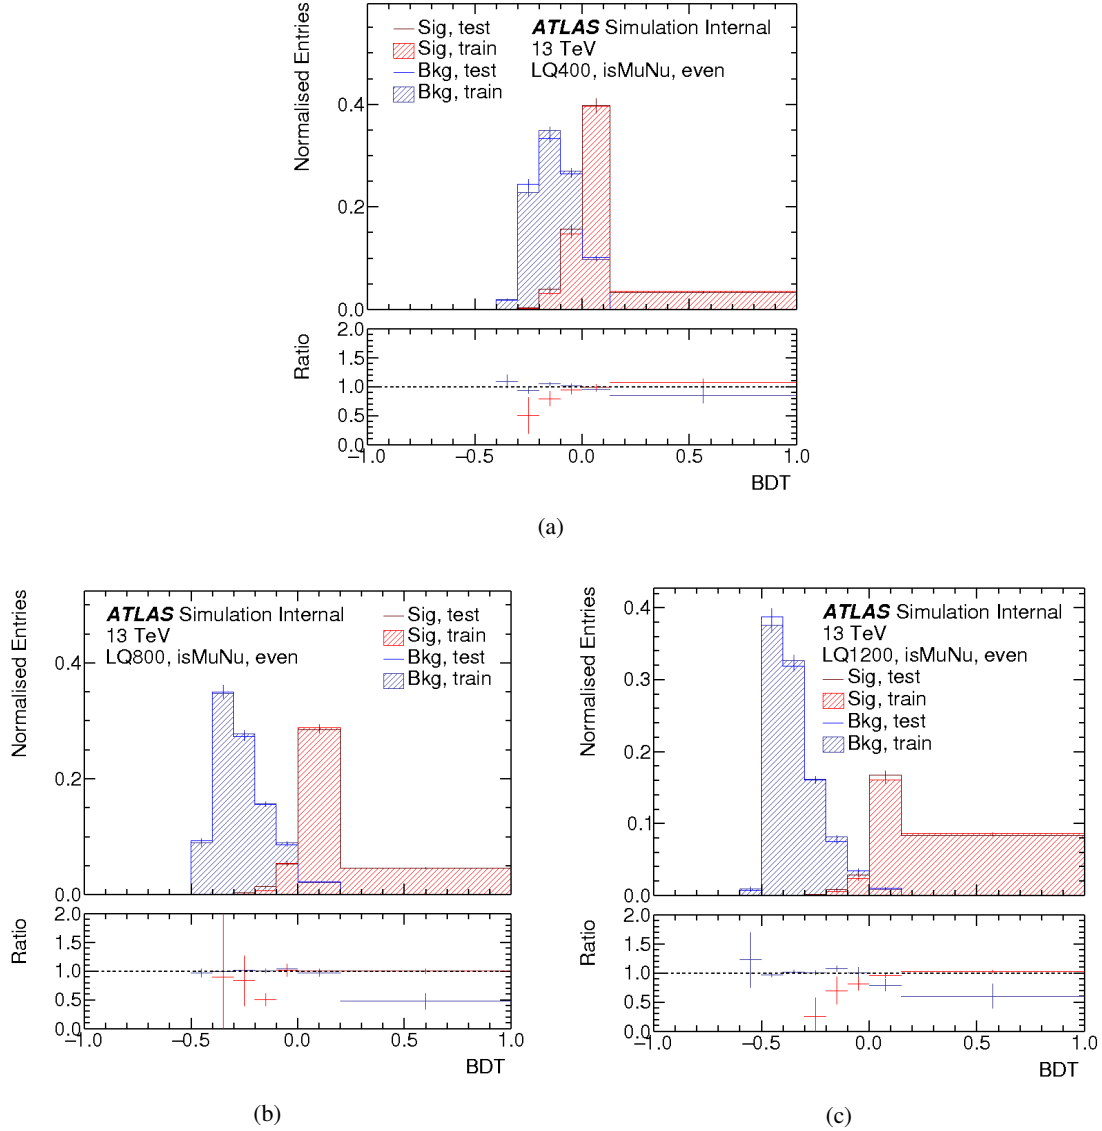 Normalised Entries
Sig, test
Sig, train
Bkg, test
Bkg, train
ATLAS Simulation Internal
13 TeV
LQ400, isMuNu, even
0.4
0.2
0.0
Ratio
2.0
1.5
1.0
0.5
0.0
−1.0 −0.5 0.0 0.5 1.0
BDT
(a)
Normalised Entries
ATLAS Simulation Internal
13 TeV
LQ800, isMuNu, even
Sig, test
Sig, train
Bkg, test
Bkg, train
0.4
0.2
0.0
Ratio
2.0
1.5
1.0
0.5
0.0
−1.0 −0.5 0.0 0.5 1.0
BDT
(b)
Normalised Entries
ATLAS Simulation Internal
13 TeV
LQ1200, isMuNu, even
Sig, test
Sig, train
Bkg, test
Bkg, train
0.4
0.3
0.2
0.1
0.0
Ratio
2.0
1.5
1.0
0.5
0.0
−1.0 −0.5 0.0 0.5 1.0
BDT
(c)